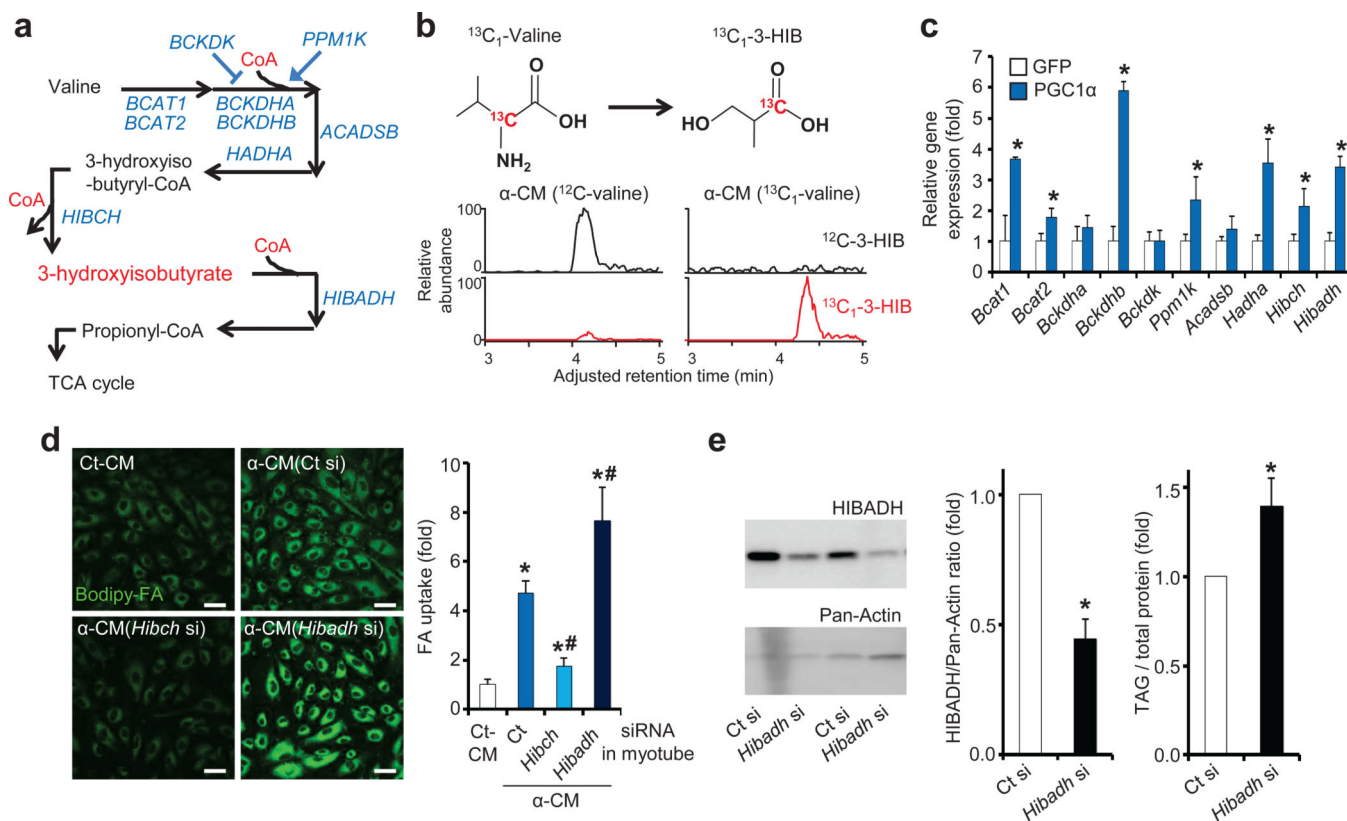 a
BCKDK
PPM1K
CoA
Valine
BCAT1
BCAT2
BCKDHA
BCKDHB
ACADSB
HADHA
3-hydroxyiso
-butyryl-CoA
CoA
HIBCH
CoA
3-hydroxyisobutyrate
HIBADH
Propionyl-CoA
TCA cycle
b
13C1-Valine
13C1-3-HIB
O
13C
OH
NH2
O
13C
HO
OH
α-CM (12C-valine)
α-CM (13C1-valine)
Relative
abundance
100
0
100
0
12C-3-HIB
13C1-3-HIB
3 4 5 3 4 5
Adjusted retention time (min)
c
Relative gene
expression (fold)
7
6
5
4
3
2
1
0
GFP
PGC1α
* * * * * * *
Bcat1
Bcat2
Bckdha
Bckdhb
Bckdk
Ppm1k
Acadsb
Hadha
Hibch
Hibadh
d
Ct-CM
α-CM(Ct si)
Bodipy-FA
α-CM(Hibch si)
α-CM(Hibadh si)
FA uptake (fold)
10
8
6
4
2
0
*
*#
*#
Ct-
CM
Ct
Hibch
Hibadh
siRNA
in myotube
α-CM
e
HIBADH
Pan-Actin
Ct si
Hibadh si
Ct si
Hibadh si
HIBADH/Pan-Actin ratio (fold)
1.0
0.5
0.0
*
Ct si
Hibadh si
TAG / total protein (fold)
1.5
1.0
0.5
0.0
*
Ct si
Hibadh si